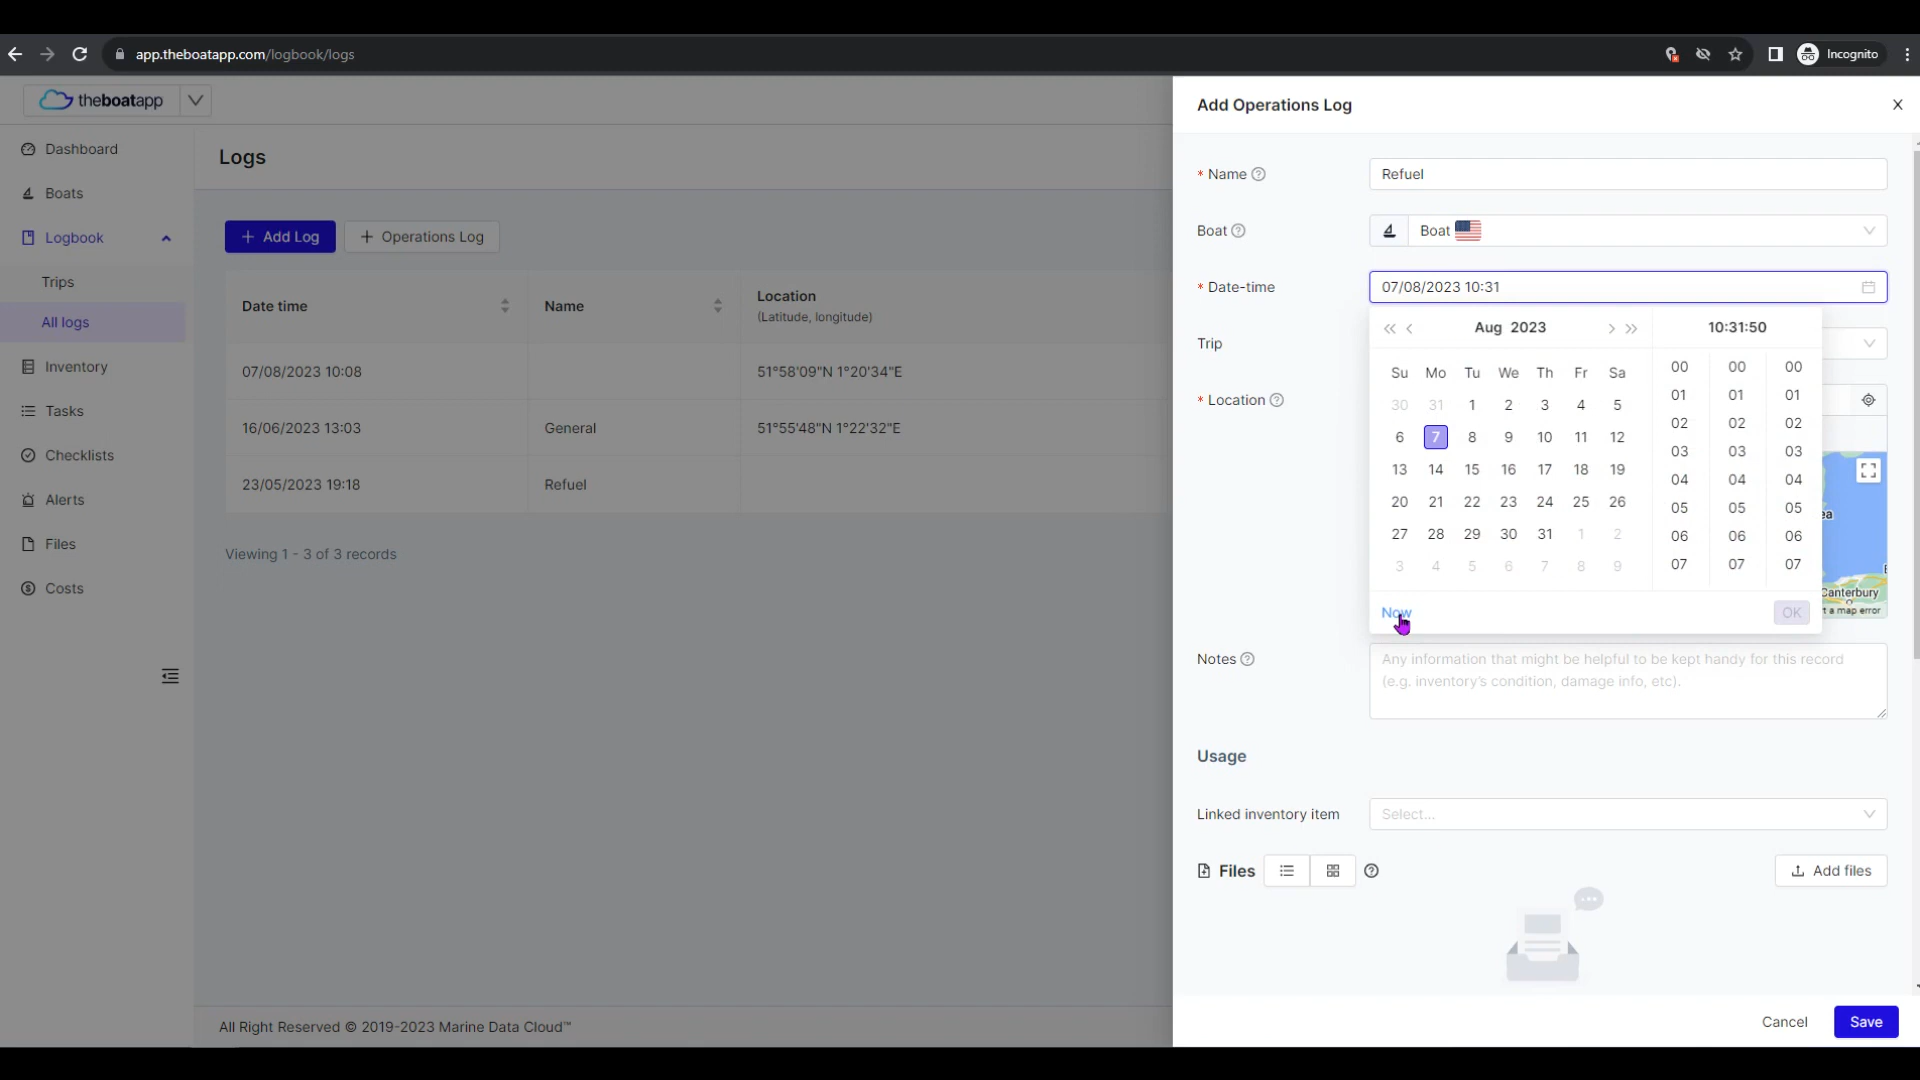 app.theboatapp.com/logbook/logs
Incognito
theboatapp
Dashboard
Boats
Logbook
Trips
All logs
Inventory
Tasks
Checklists
Alerts
Files
Costs
Logs
Add Log
Operations Log
Date time
Name
Location
(Latitude, longitude)
07/08/2023 10:08
51°58'09"N 1°20'34"E
16/06/2023 13:03
General
51°55'48"N 1°22'32"E
23/05/2023 19:18
Refuel
Viewing 1 - 3 of 3 records
All Right Reserved © 2019-2023 Marine Data Cloud™
Add Operations Log
* Name
Refuel
Boat
Boat
* Date-time
07/08/2023 10:31
Trip
* Location
Aug 2023
10:31:50
Su Mo Tu We Th Fr Sa
30 31 1 2 3 4 5
6 7 8 9 10 11 12
13 14 15 16 17 18 19
20 21 22 23 24 25 26
27 28 29 30 31 1 2
3 4 5 6 7 8 9
00 00 00
01 01 01
02 02 02
03 03 03
04 04 04
05 05 05
06 06 06
07 07 07
Now
OK
ea
Canterbury
t a map error
Notes
Any information that might be helpful to be kept handy for this record
(e.g. inventory's condition, damage info, etc).
Usage
Linked inventory item
Select...
Files
Add files
Cancel
Save